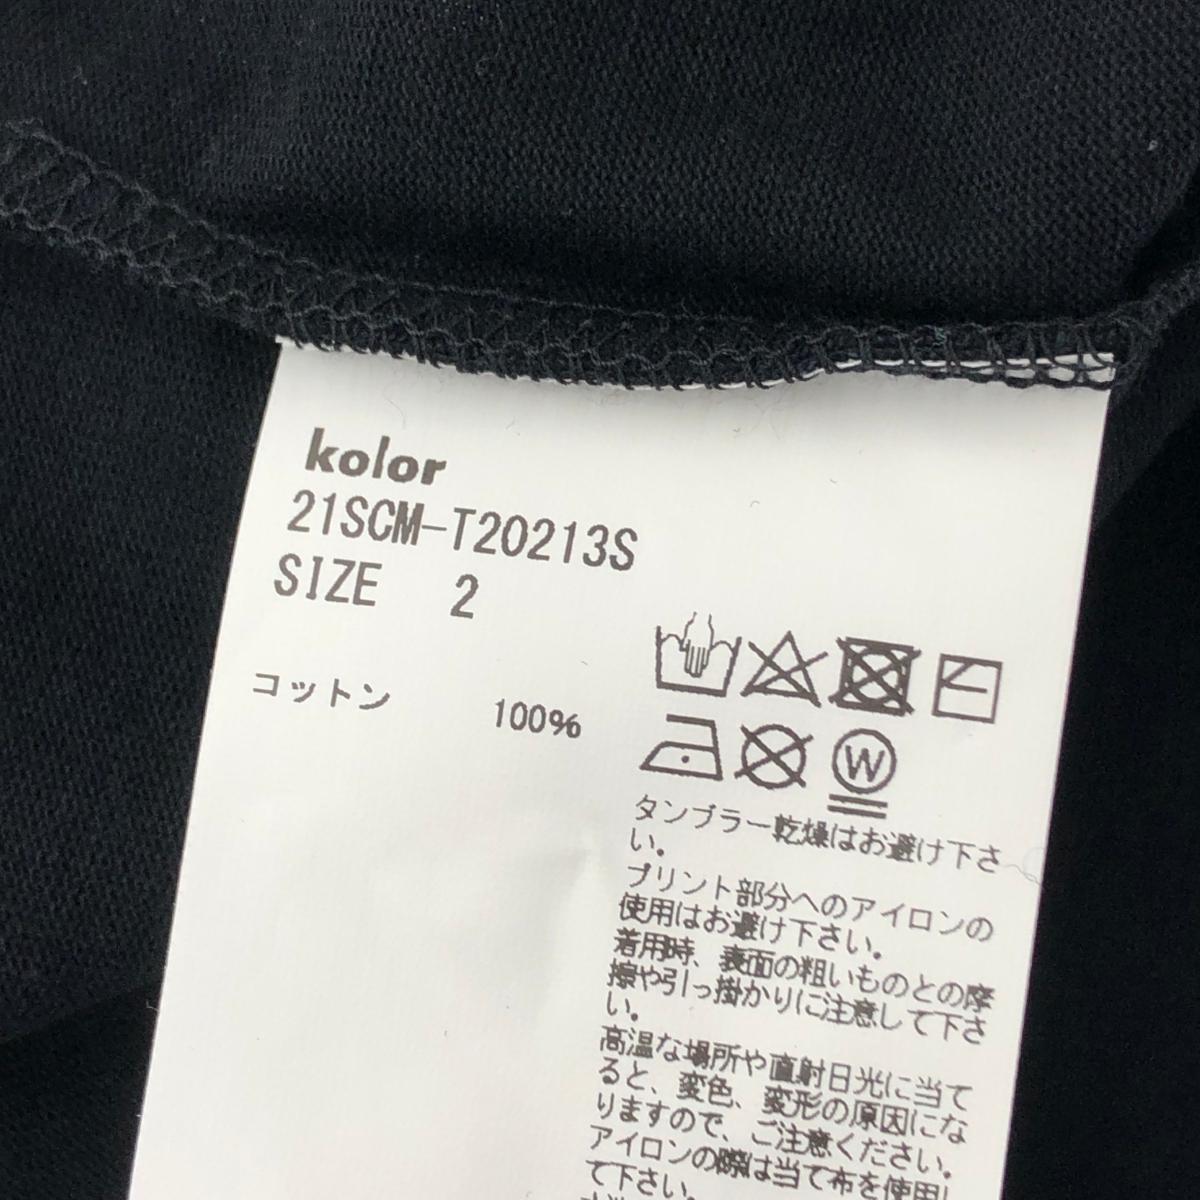 kolor
21SCM-T20213S
SIZE 2
コットン 100%
W
タンブラー乾燥はお避け下さ
い。
プリント部分へのアイロンの
使用はお避け下さい。
着用時、表面の粗いものとの摩
擦や引っ掛かりに注意して下さ
い。
高温な場所や直射日光に当て
ると、変色、変形の原因にな
りますので、ご注意ください。
アイロンの際は当て布を使用し
て下さい。